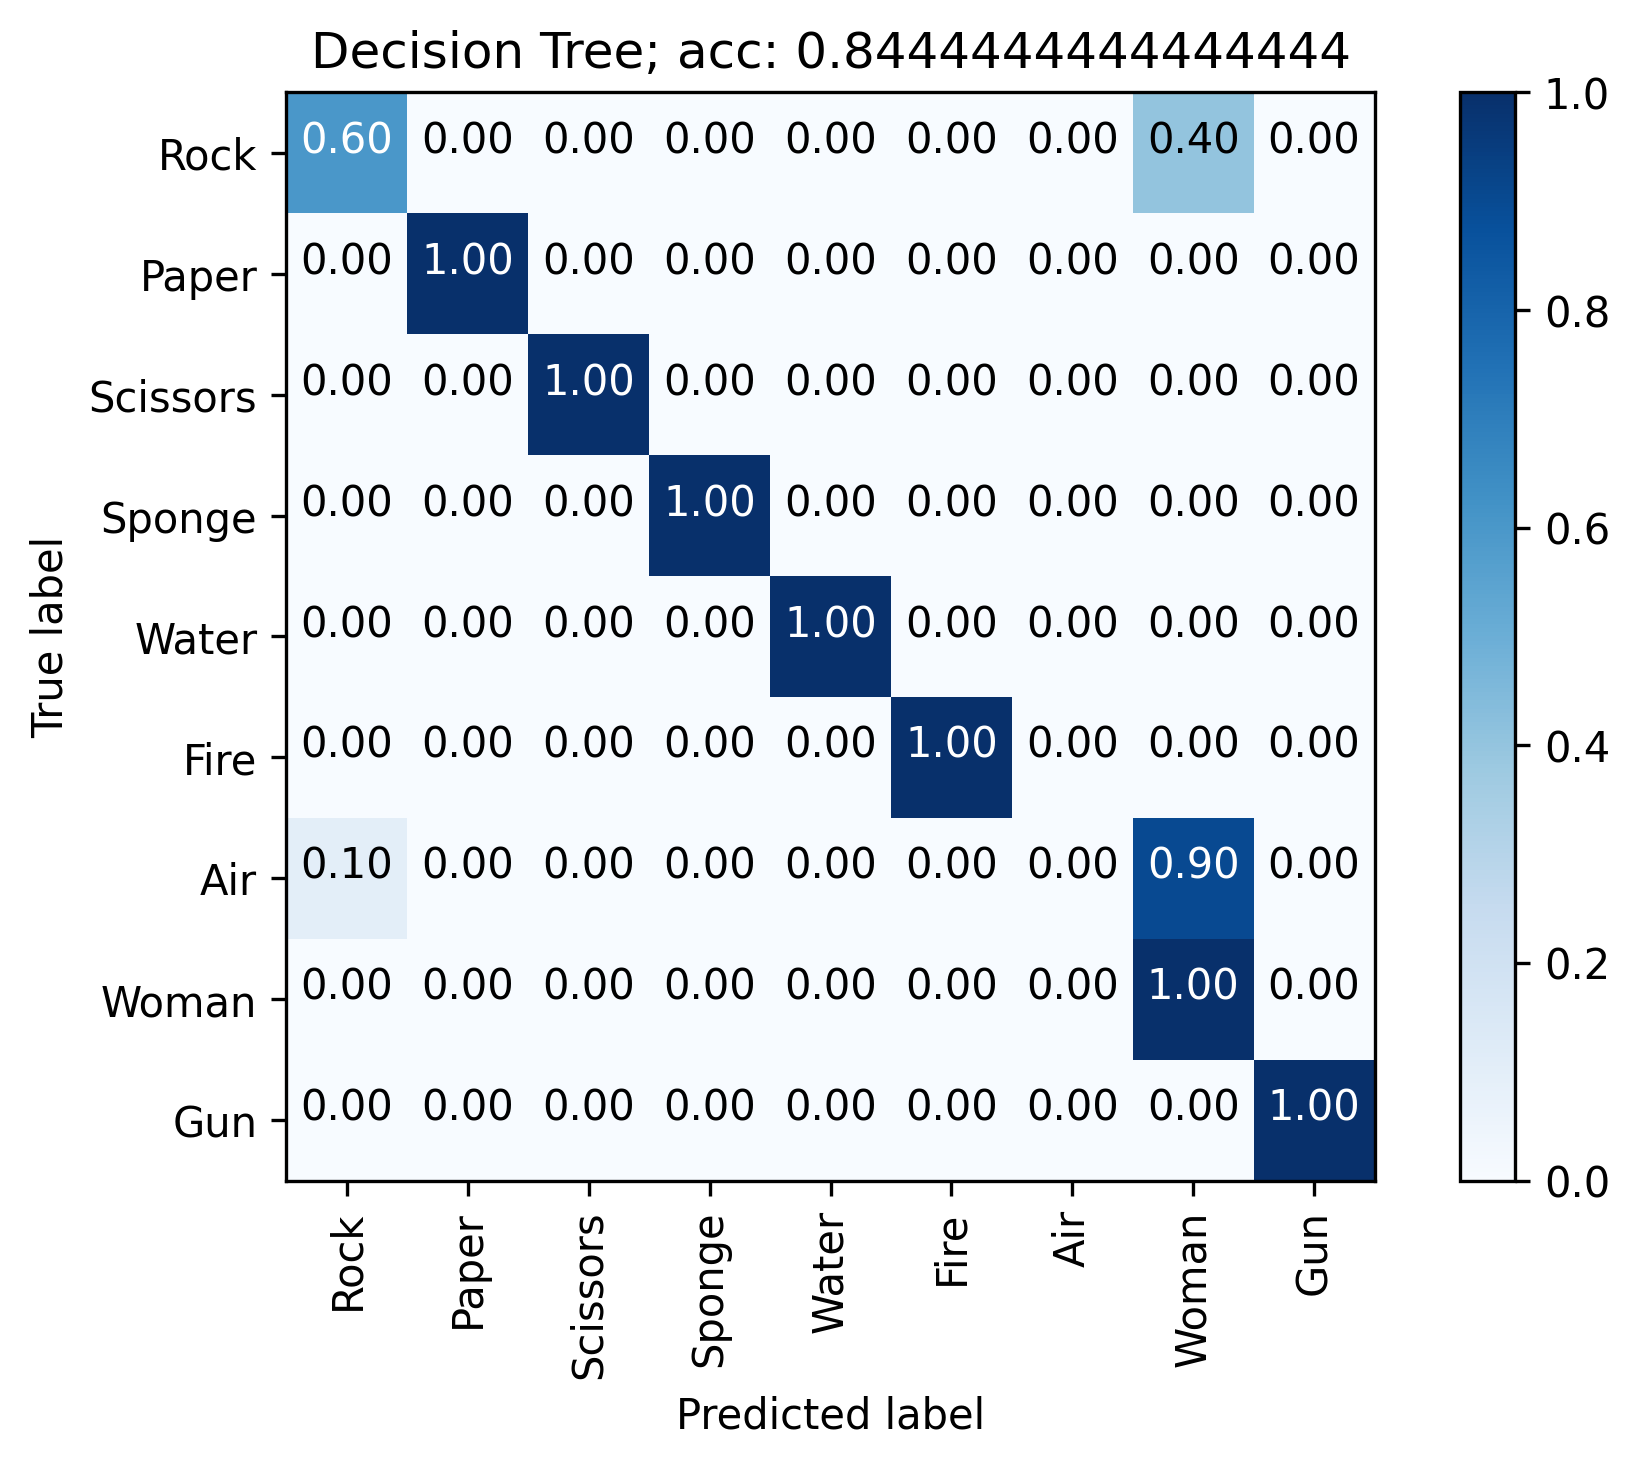 Decision Tree; acc: 0.8444444444444444
Rock 0.60 0.00 0.00 0.00 0.00 0.00 0.00 0.40 0.00
Paper 0.00 1.00 0.00 0.00 0.00 0.00 0.00 0.00 0.00
Scissors 0.00 0.00 1.00 0.00 0.00 0.00 0.00 0.00 0.00
Sponge 0.00 0.00 0.00 1.00 0.00 0.00 0.00 0.00 0.00
Water 0.00 0.00 0.00 0.00 1.00 0.00 0.00 0.00 0.00
Fire 0.00 0.00 0.00 0.00 0.00 1.00 0.00 0.00 0.00
Air 0.10 0.00 0.00 0.00 0.00 0.00 0.00 0.90 0.00
Woman 0.00 0.00 0.00 0.00 0.00 0.00 0.00 1.00 0.00
Gun 0.00 0.00 0.00 0.00 0.00 0.00 0.00 0.00 1.00
True label
Rock
Paper
Scissors
Sponge
Water
Fire
Air
Woman
Gun
Predicted label
1.0
0.8
0.6
0.4
0.2
0.0